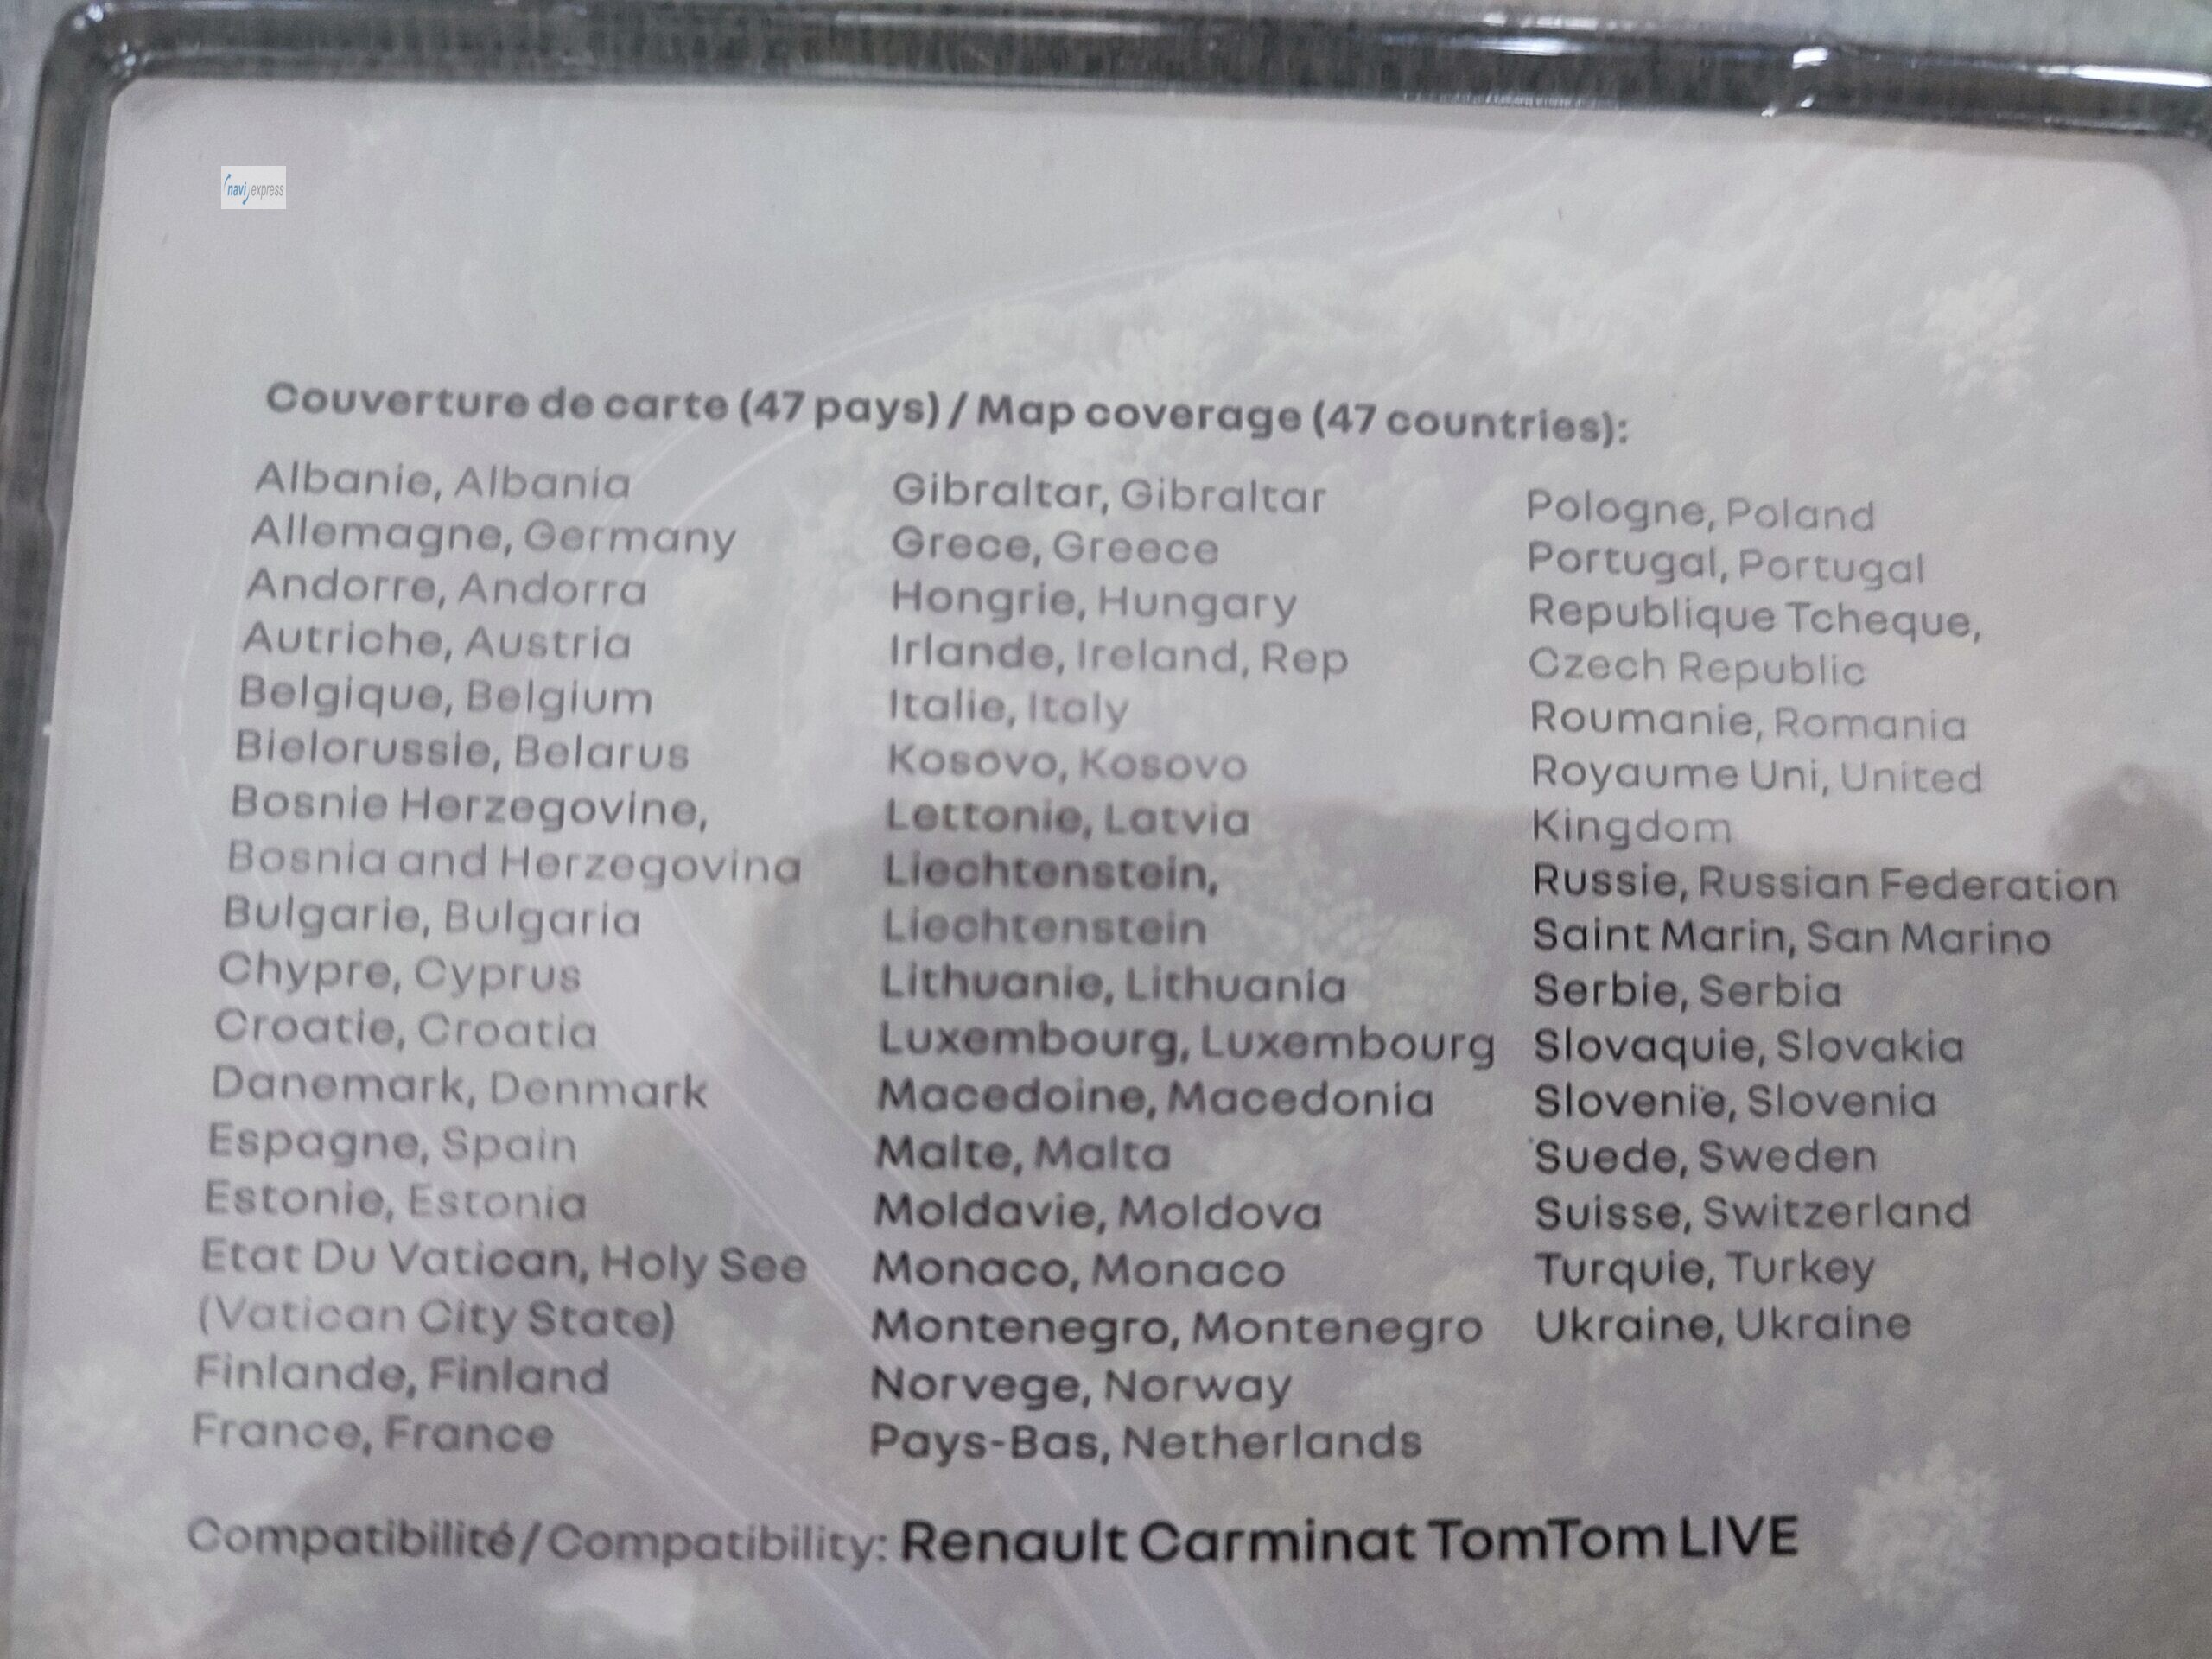 navi express
Couverture de carte (47 pays) / Map coverage (47 countries):
Albanie, Albania
Allemagne, Germany
Andorre, Andorra
Autriche, Austria
Belgique, Belgium
Bielorussie, Belarus
Bosnie Herzegovine,
Bosnia and Herzegovina
Bulgarie, Bulgaria
Chypre, Cyprus
Croatie, Croatia
Danemark, Denmark
Espagne, Spain
Estonie, Estonia
Etat Du Vatican, Holy See
(Vatican City State)
Finlande, Finland
France, France
Gibraltar, Gibraltar
Grece, Greece
Hongrie, Hungary
Irlande, Ireland, Rep
Italie, Italy
Kosovo, Kosovo
Lettonie, Latvia
Liechtenstein,
Liechtenstein
Lithuanie, Lithuania
Luxembourg, Luxembourg
Macedoine, Macedonia
Malte, Malta
Moldavie, Moldova
Monaco, Monaco
Montenegro, Montenegro
Norvege, Norway
Pays-Bas, Netherlands
Pologne, Poland
Portugal, Portugal
Republique Tcheque,
Czech Republic
Roumanie, Romania
Royaume Uni, United
Kingdom
Russie, Russian Federation
Saint Marin, San Marino
Serbie, Serbia
Slovaquie, Slovakia
Slovenie, Slovenia
Suede, Sweden
Suisse, Switzerland
Turquie, Turkey
Ukraine, Ukraine
Compatibilité/Compatibility: Renault Carminat TomTom LIVE